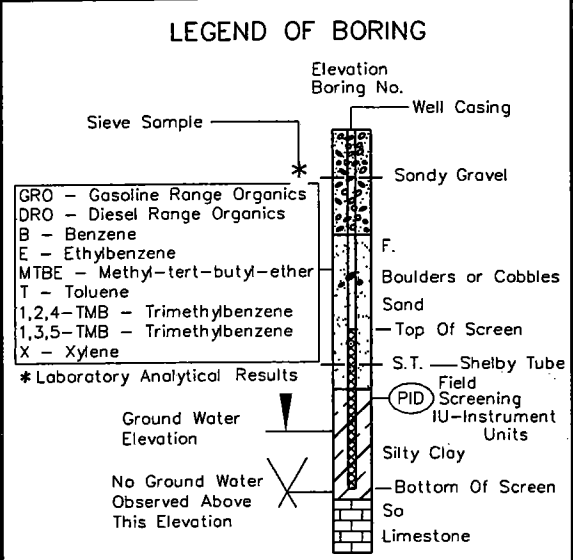 LEGEND OF BORING
Elevation
Boring No.
Well Casing
Sieve Sample
*
Sandy Gravel
GRO – Gasoline Range Organics
DRO – Diesel Range Organics
B – Benzene
E – Ethylbenzene
MTBE – Methyl-tert-butyl-ether
T – Toluene
1,2,4-TMB – Trimethylbenzene
1,3,5-TMB – Trimethylbenzene
X – Xylene
* Laboratory Analytical Results
F.
Boulders or Cobbles
Sand
Top Of Screen
S.T. — Shelby Tube
PID
Field
Screening
IU-Instrument
Units
Ground Water
Elevation
Silty Clay
No Ground Water
Observed Above
This Elevation
Bottom Of Screen
So
Limestone